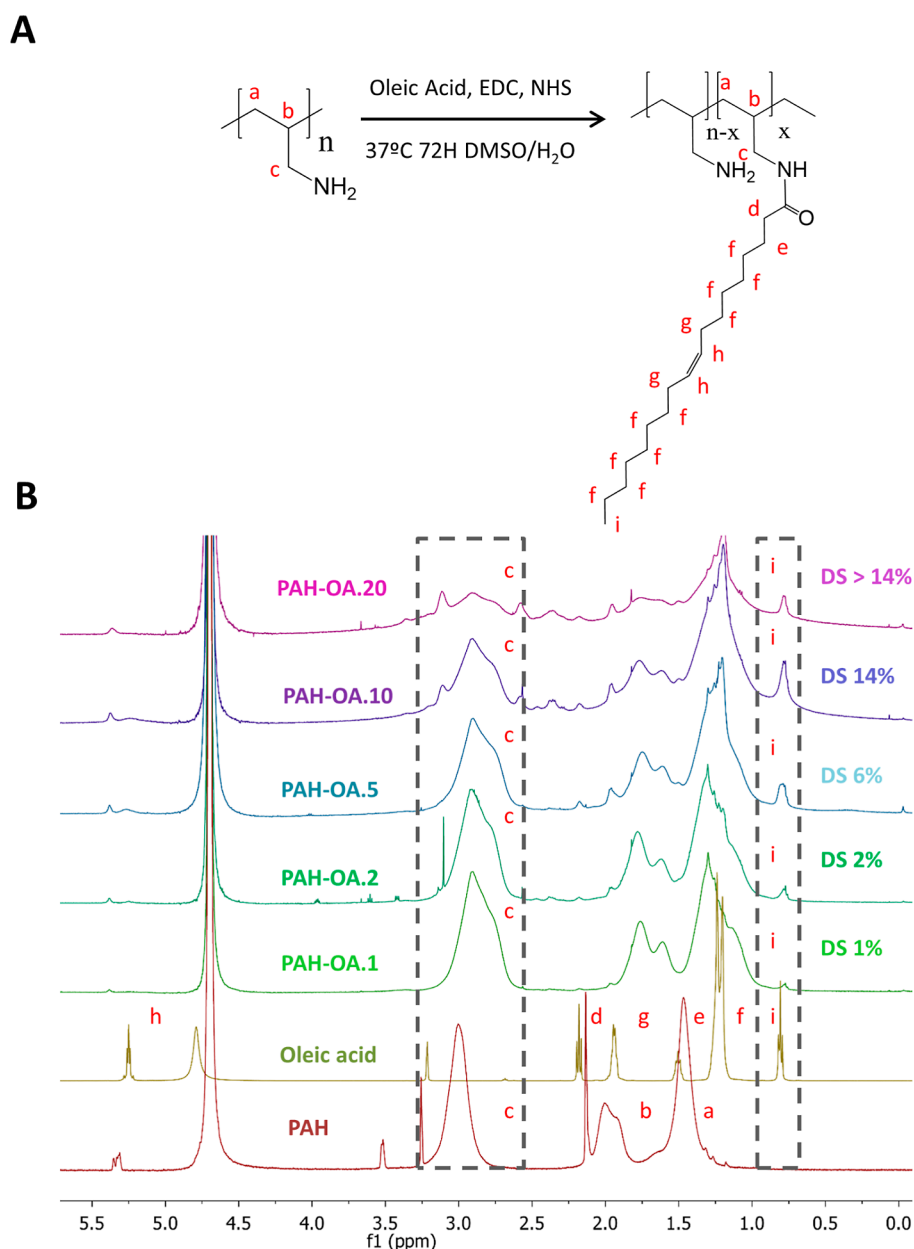 A
a
b
c
n
NH2
Oleic Acid, EDC, NHS
37ºC 72H DMSO/H2O
a
b
n-x
x
c
NH2
NH
O
d
e
f
f
f
f
g
h
g
h
f
f
f
f
f
f
i
B
PAH-OA.20
c
i
DS > 14%
PAH-OA.10
c
i
DS 14%
PAH-OA.5
c
i
DS 6%
PAH-OA.2
c
i
DS 2%
PAH-OA.1
c
i
DS 1%
h
d
g
e
f
i
Oleic acid
PAH
c
b
a
5.5 5.0 4.5 4.0 3.5 3.0 2.5 2.0 1.5 1.0 0.5 0.0
f1 (ppm)